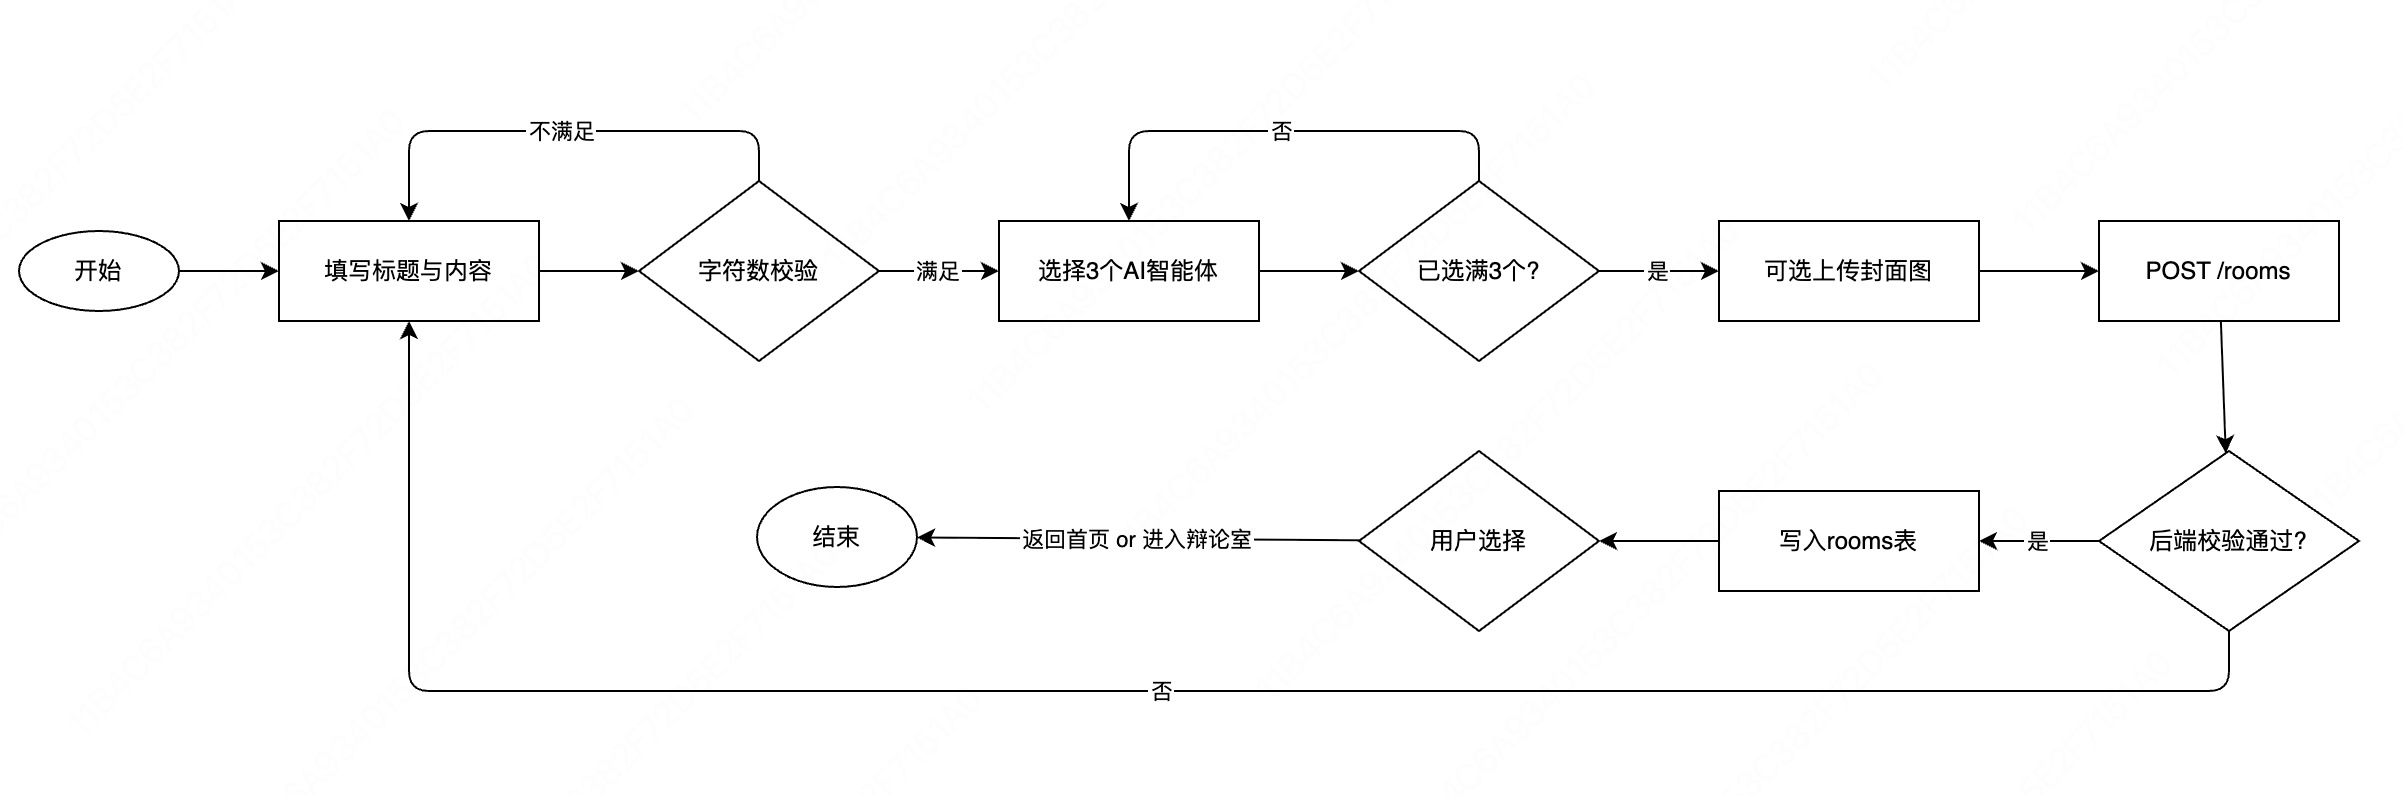 不满足
否
开始
填写标题与内容
字符数校验
满足
选择3个AI智能体
已选满3个?
是
可选上传封面图
POST /rooms
结束
返回首页 or 进入辩论室
用户选择
写入rooms表
是
后端校验通过?
否